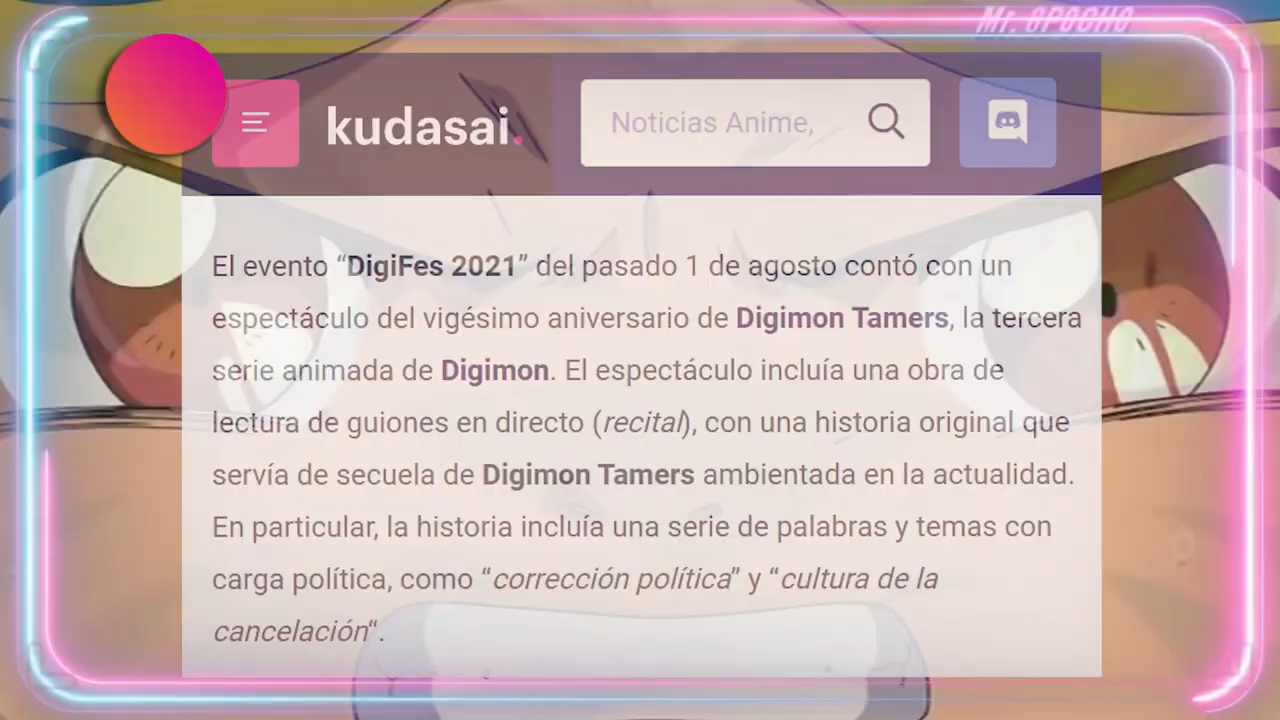 Mr. OPOCHO
kudasai.
Noticias Anime,
El evento “DigiFes 2021” del pasado 1 de agosto contó con un
espectáculo del vigésimo aniversario de Digimon Tamers, la tercera
serie animada de Digimon. El espectáculo incluía una obra de
lectura de guiones en directo (recital), con una historia original que
servía de secuela de Digimon Tamers ambientada en la actualidad.
En particular, la historia incluía una serie de palabras y temas con
carga política, como “corrección política” y “cultura de la
cancelación“.